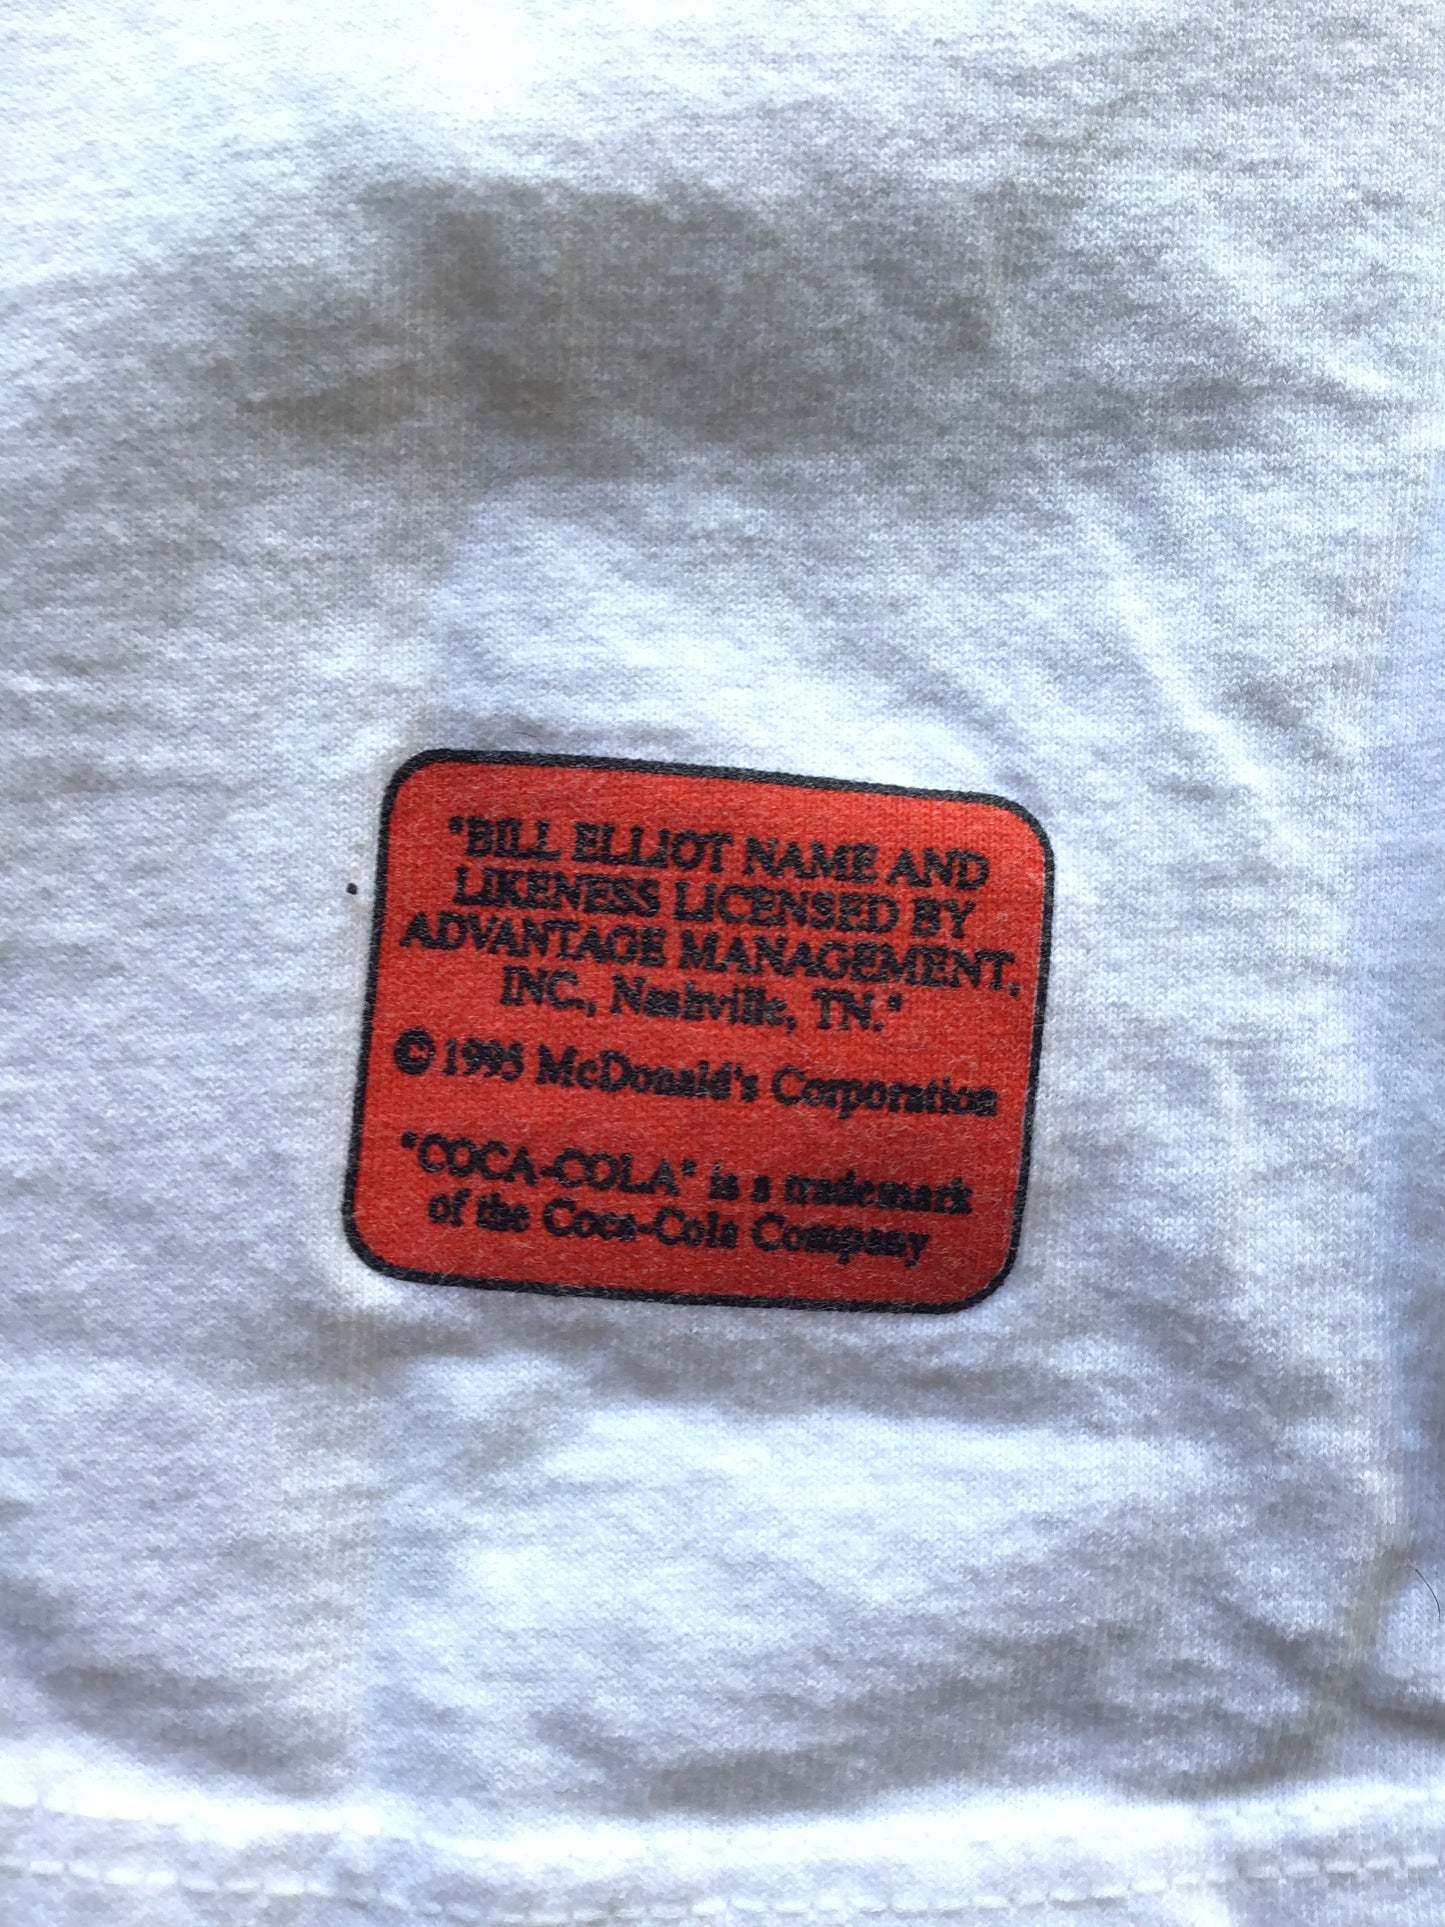 "BILL ELLIOT NAME AND
LIKENESS LICENSED BY
ADVANTAGE MANAGEMENT,
INC., Nashville, TN."
© 1995 McDonald's Corporation
"COCA-COLA" is a trademark
of the Coca-Cola Company